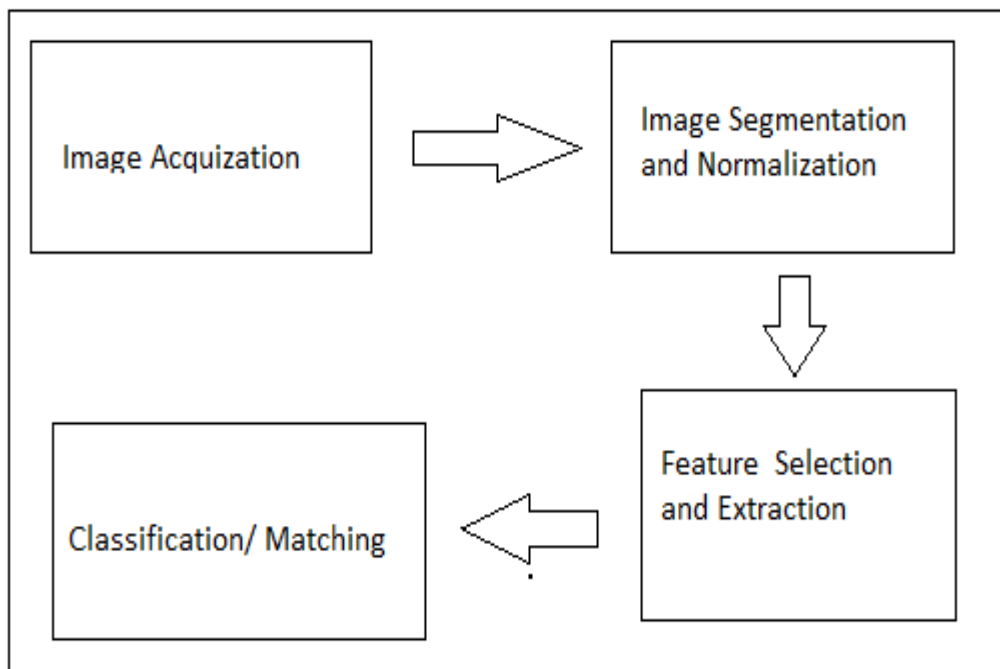 Image Acquization
Image Segmentation
and Normalization
Feature Selection
and Extraction
Classification/ Matching